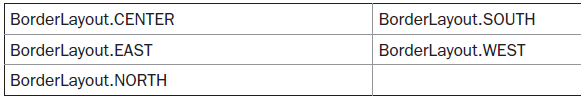 BorderLayout.CENTER BorderLayout.SOUTH
BorderLayout.EAST BorderLayout.WEST
BorderLayout.NORTH